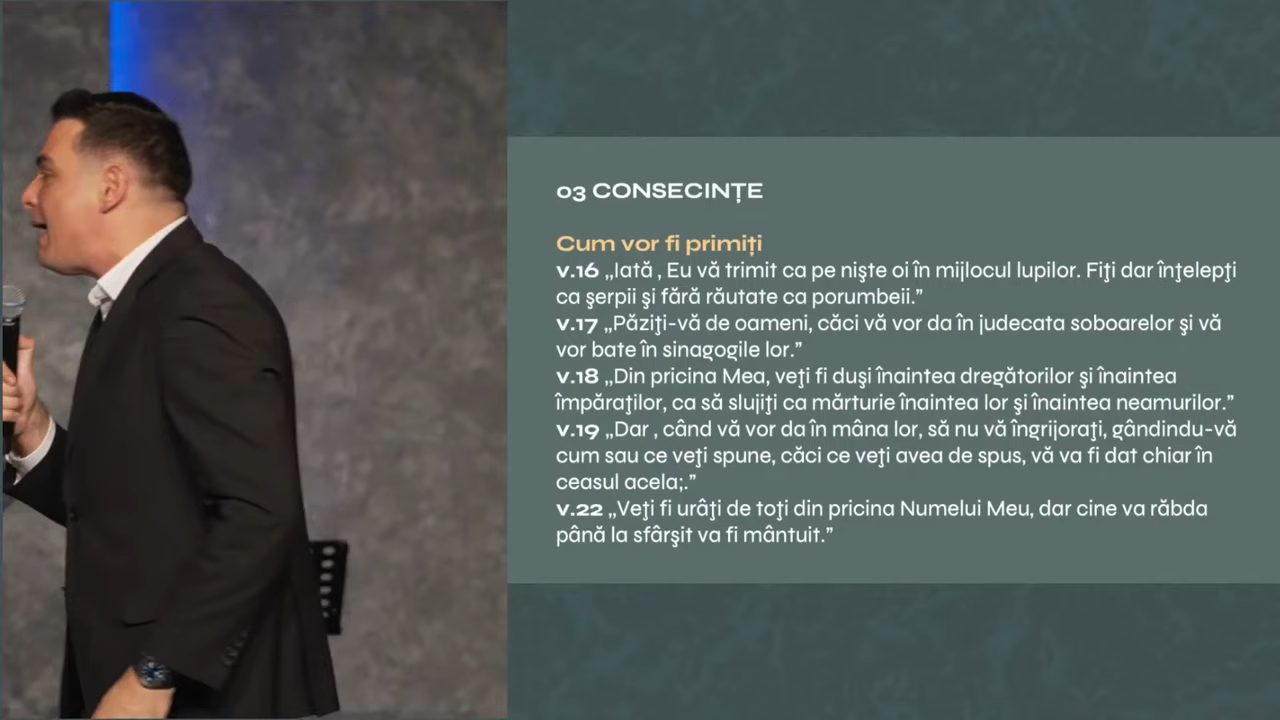 03 CONSECINȚE
Cum vor fi primiți
v.16 „Iată , Eu vă trimit ca pe nişte oi în mijlocul lupilor. Fiţi dar înţelepţi
ca şerpii şi fără răutate ca porumbeii.”
v.17 „Păziţi-vă de oameni, căci vă vor da în judecata soboarelor şi vă
vor bate în sinagogile lor.”
v.18 „Din pricina Mea, veţi fi duşi înaintea dregătorilor şi înaintea
împăraţilor, ca să slujiţi ca mărturie înaintea lor şi înaintea neamurilor.”
v.19 „Dar , când vă vor da în mâna lor, să nu vă îngrijoraţi, gândindu-vă
cum sau ce veţi spune, căci ce veţi avea de spus, vă va fi dat chiar în
ceasul acela;.”
v.22 „Veţi fi urâţi de toţi din pricina Numelui Meu, dar cine va răbda
până la sfârşit va fi mântuit.”